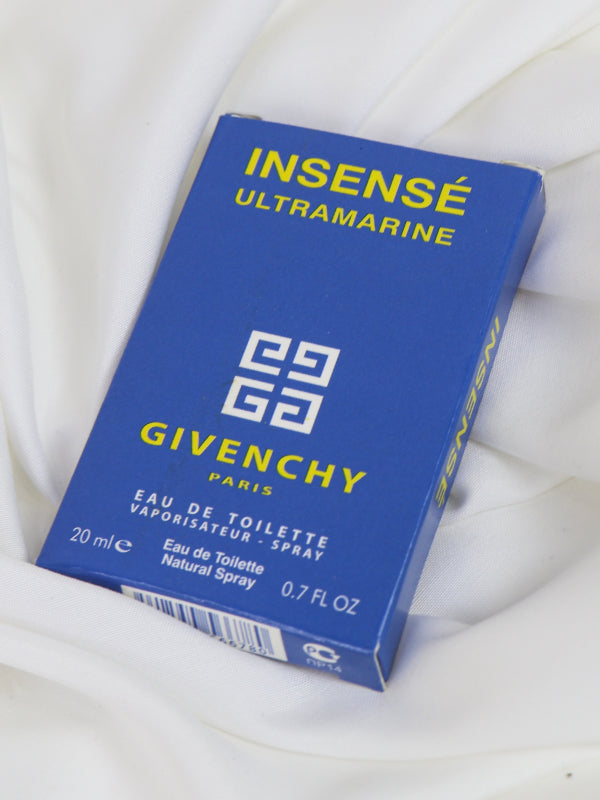 INSENSÉ
ULTRAMARINE
GIVENCHY
PARIS
EAU DE TOILETTE
VAPORISATEUR - SPRAY
20 ml ℮
Eau de Toilette
Natural Spray
0.7 FL OZ
INSENSÉ
ПР14